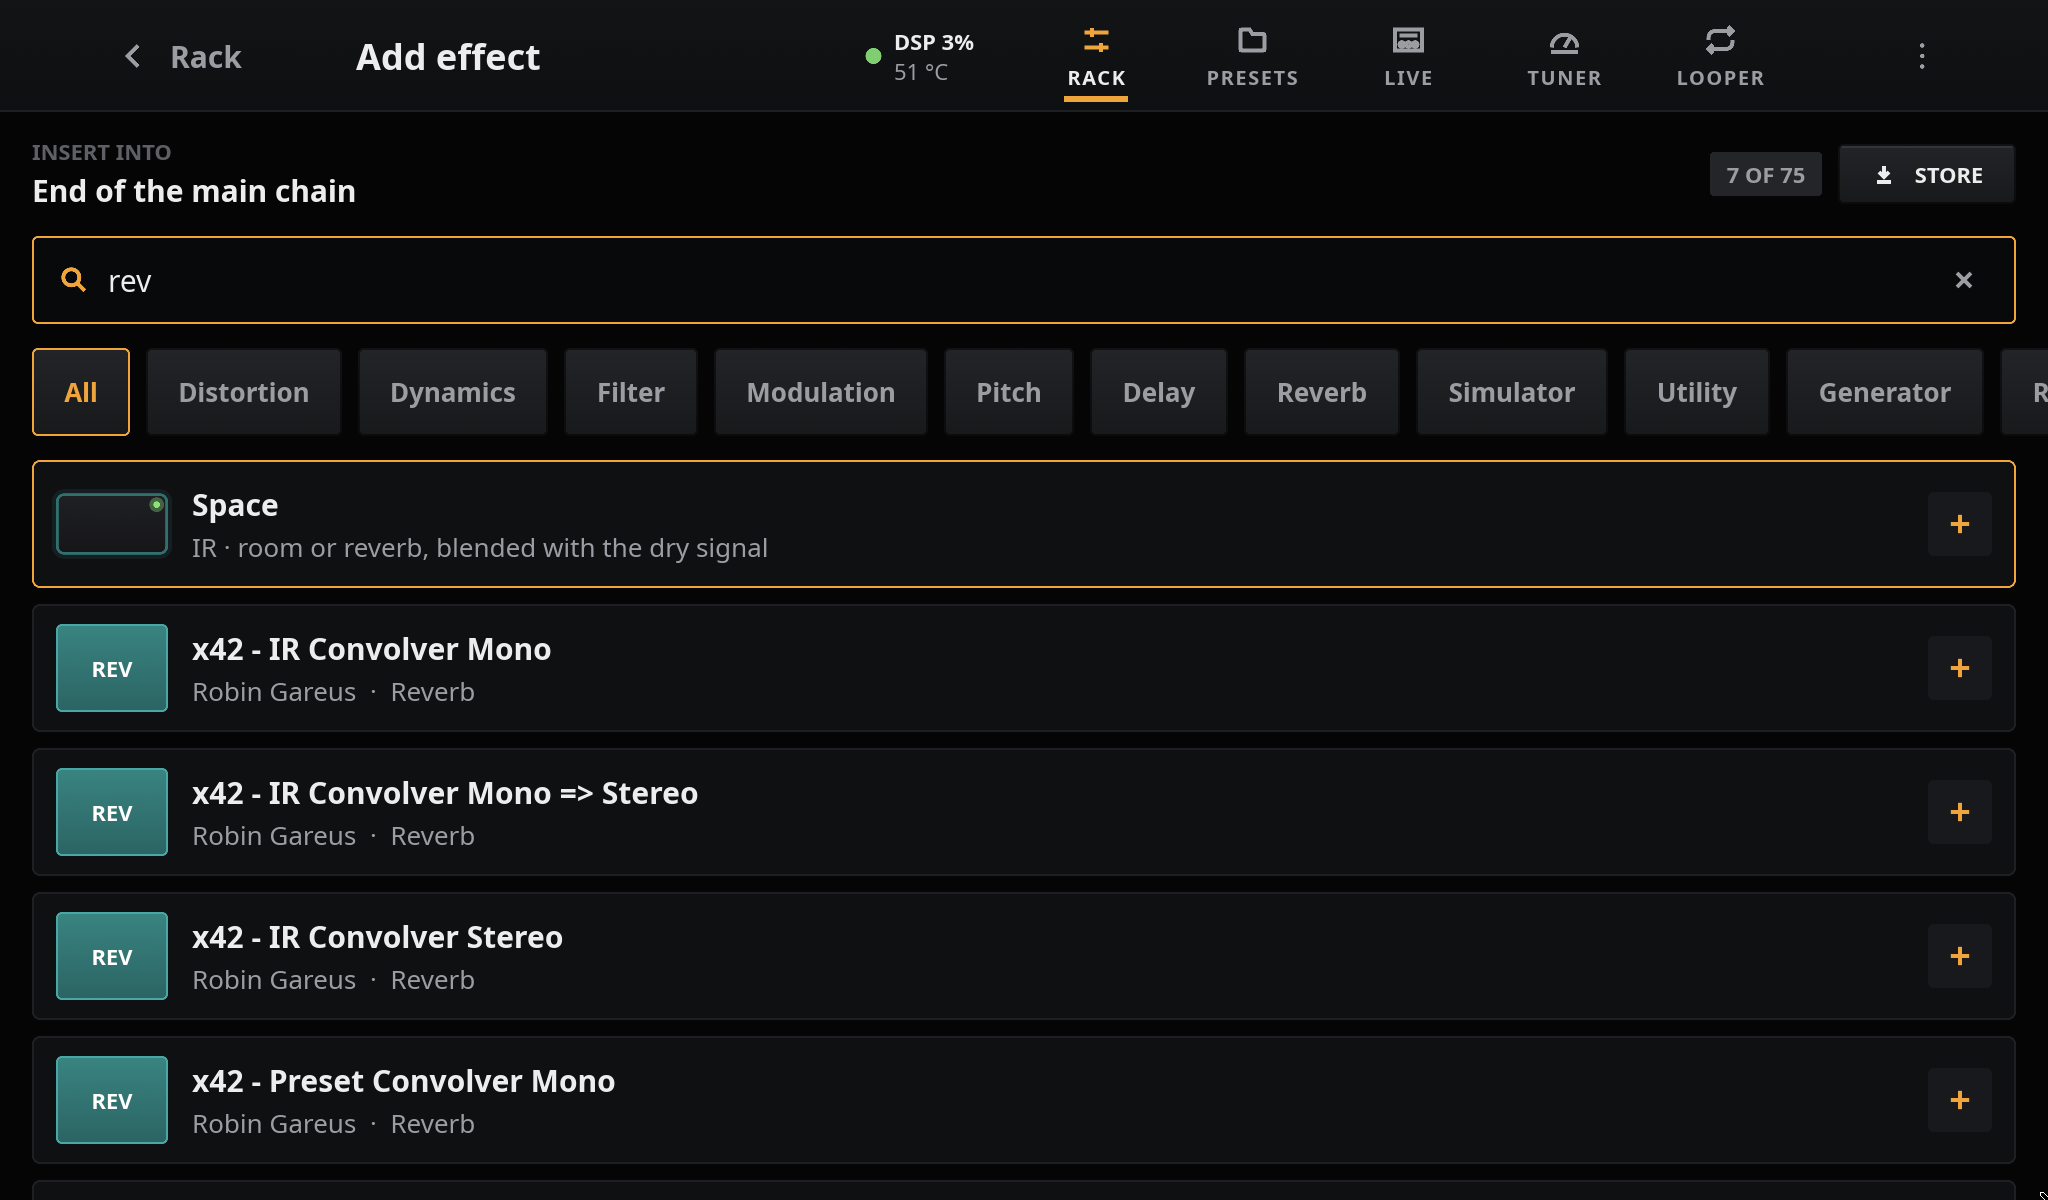 Rack
Add effect
DSP 3%
51 °C
RACK
PRESETS
LIVE
TUNER
LOOPER
INSERT INTO
End of the main chain
7 OF 75
STORE
rev
All
Distortion
Dynamics
Filter
Modulation
Pitch
Delay
Reverb
Simulator
Utility
Generator
Space
IR · room or reverb, blended with the dry signal
REV
x42 - IR Convolver Mono
Robin Gareus · Reverb
REV
x42 - IR Convolver Mono => Stereo
Robin Gareus · Reverb
REV
x42 - IR Convolver Stereo
Robin Gareus · Reverb
REV
x42 - Preset Convolver Mono
Robin Gareus · Reverb